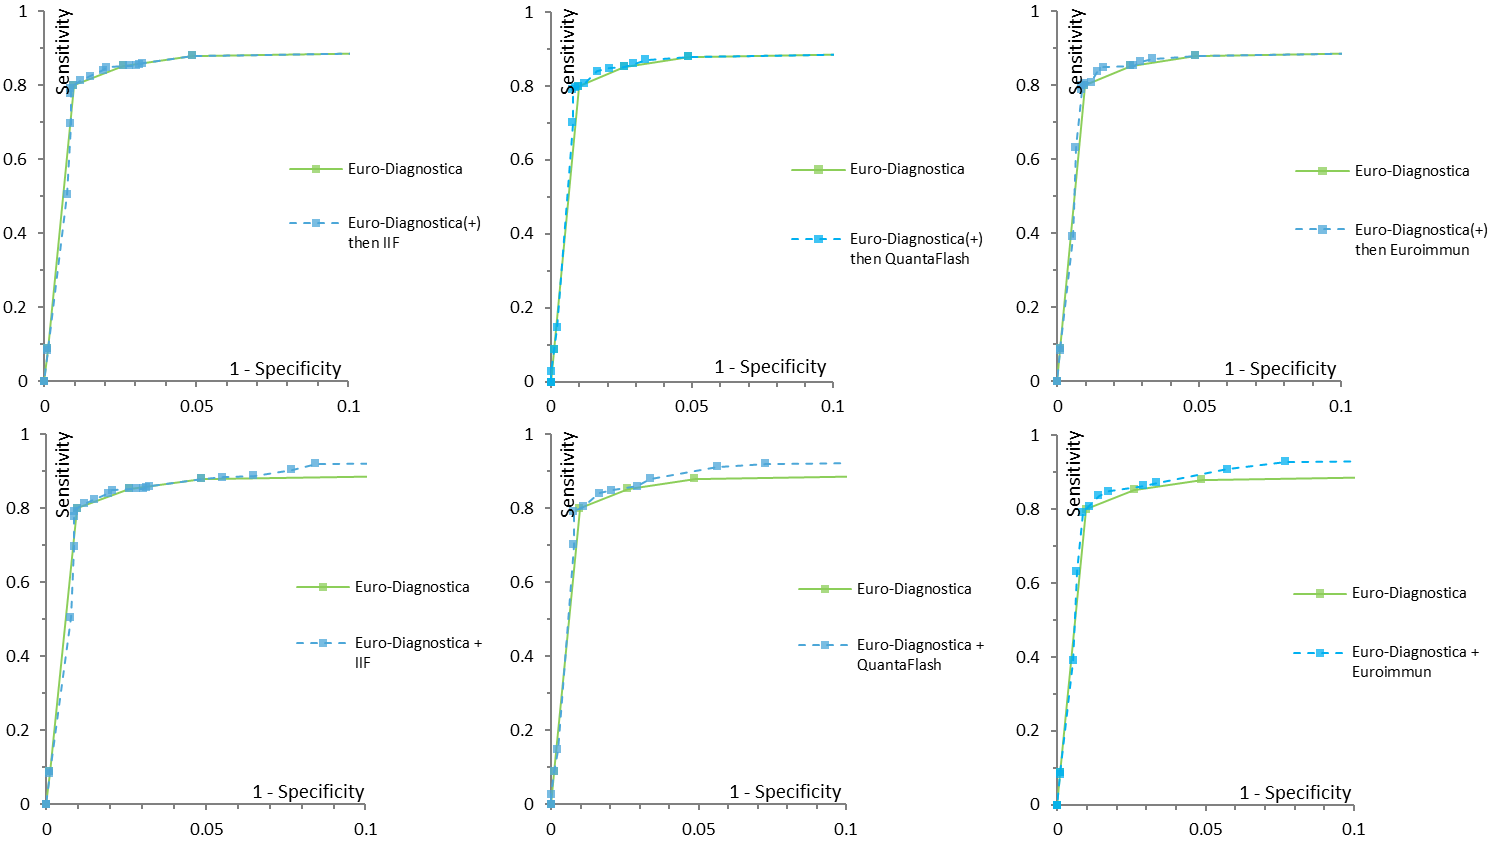 Sensitivity
1
0.8
0.6
0.4
0.2
0
0
0.05
0.1
1 - Specificity
Euro-Diagnostica
Euro-Diagnostica(+)
then IIF
Sensitivity
1
0.8
0.6
0.4
0.2
0
0
0.05
0.1
1 - Specificity
Euro-Diagnostica
Euro-Diagnostica(+)
then QuantaFlash
Sensitivity
1
0.8
0.6
0.4
0.2
0
0
0.05
0.1
1 - Specificity
Euro-Diagnostica
Euro-Diagnostica(+)
then Euroimmun
Sensitivity
1
0.8
0.6
0.4
0.2
0
0
0.05
0.1
1 - Specificity
Euro-Diagnostica
Euro-Diagnostica +
IIF
Sensitivity
1
0.8
0.6
0.4
0.2
0
0
0.05
0.1
1 - Specificity
Euro-Diagnostica
Euro-Diagnostica +
QuantaFlash
Sensitivity
1
0.8
0.6
0.4
0.2
0
0
0.05
0.1
1 - Specificity
Euro-Diagnostica
Euro-Diagnostica +
Euroimmun